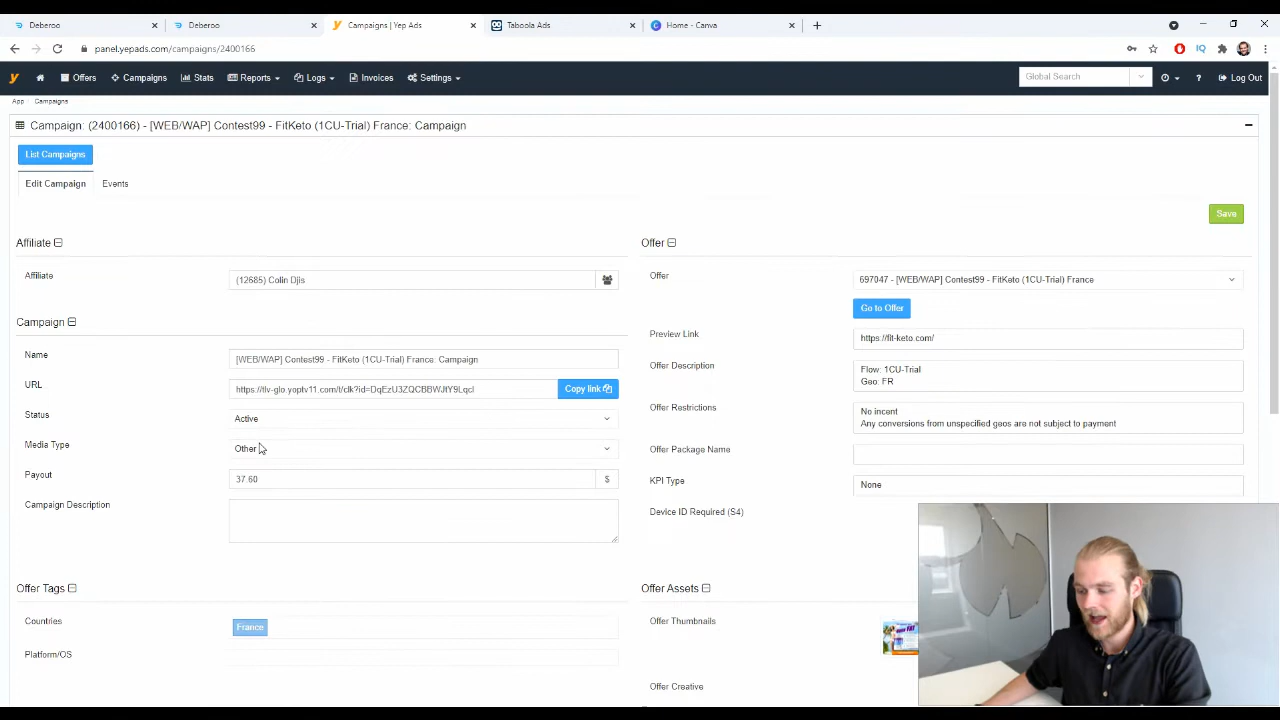 Deberoo
Deberoo
Campaigns | Yep Ads
Taboola Ads
Home - Canva
panel.yepads.com/campaigns/2400166
Offers
Campaigns
Stats
Reports
Logs
Invoices
Settings
Global Search
Log Out
App
Campaigns
Campaign: (2400166) - [WEB/WAP] Contest99 - FitKeto (1CU-Trial) France: Campaign
List Campaigns
Edit Campaign
Events
Save
Affiliate
Affiliate
(12685) Colin Djis
Campaign
Name
[WEB/WAP] Contest99 - FitKeto (1CU-Trial) France: Campaign
URL
Copy link
Status
Active
Media Type
Other
Payout
37.60
$
Campaign Description
Offer Tags
Countries
France
Platform/OS
Offer
Offer
697047 - [WEB/WAP] Contest99 - FitKeto (1CU-Trial) France
Go to Offer
Preview Link
https://fit-keto.com/
Offer Description
Flow: 1CU-Trial
Geo: FR
Offer Restrictions
No incent
Any conversions from unspecified geos are not subject to payment
Offer Package Name
KPI Type
None
Device ID Required (S4)
Offer Assets
Offer Thumbnails
Offer Creative